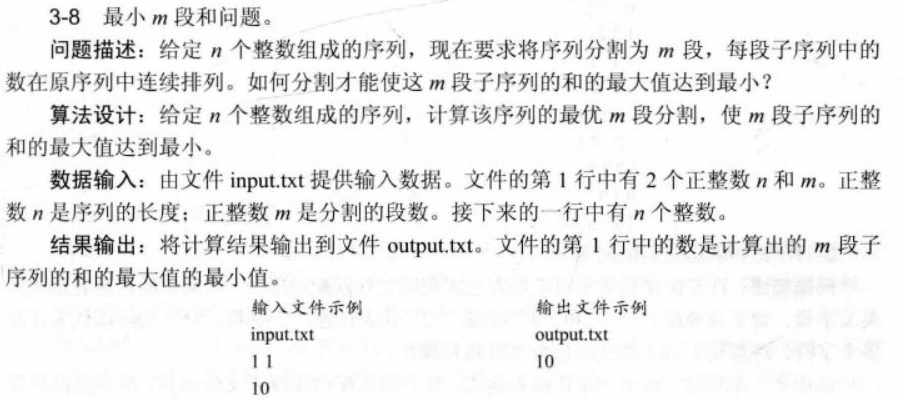 3-8 最小 m 段和问题。
问题描述：给定 n 个整数组成的序列，现在要求将序列分割为 m 段，每段子序列中的
数在原序列中连续排列。如何分割才能使这 m 段子序列的和的最大值达到最小？
算法设计：给定 n 个整数组成的序列，计算该序列的最优 m 段分割，使 m 段子序列的
和的最大值达到最小。
数据输入：由文件 input.txt 提供输入数据。文件的第 1 行中有 2 个正整数 n 和 m。正整
数 n 是序列的长度；正整数 m 是分割的段数。接下来的一行中有 n 个整数。
结果输出：将计算结果输出到文件 output.txt。文件的第 1 行中的数是计算出的 m 段子
序列的和的最大值的最小值。
输入文件示例 输出文件示例
input.txt output.txt
1 1 10
10